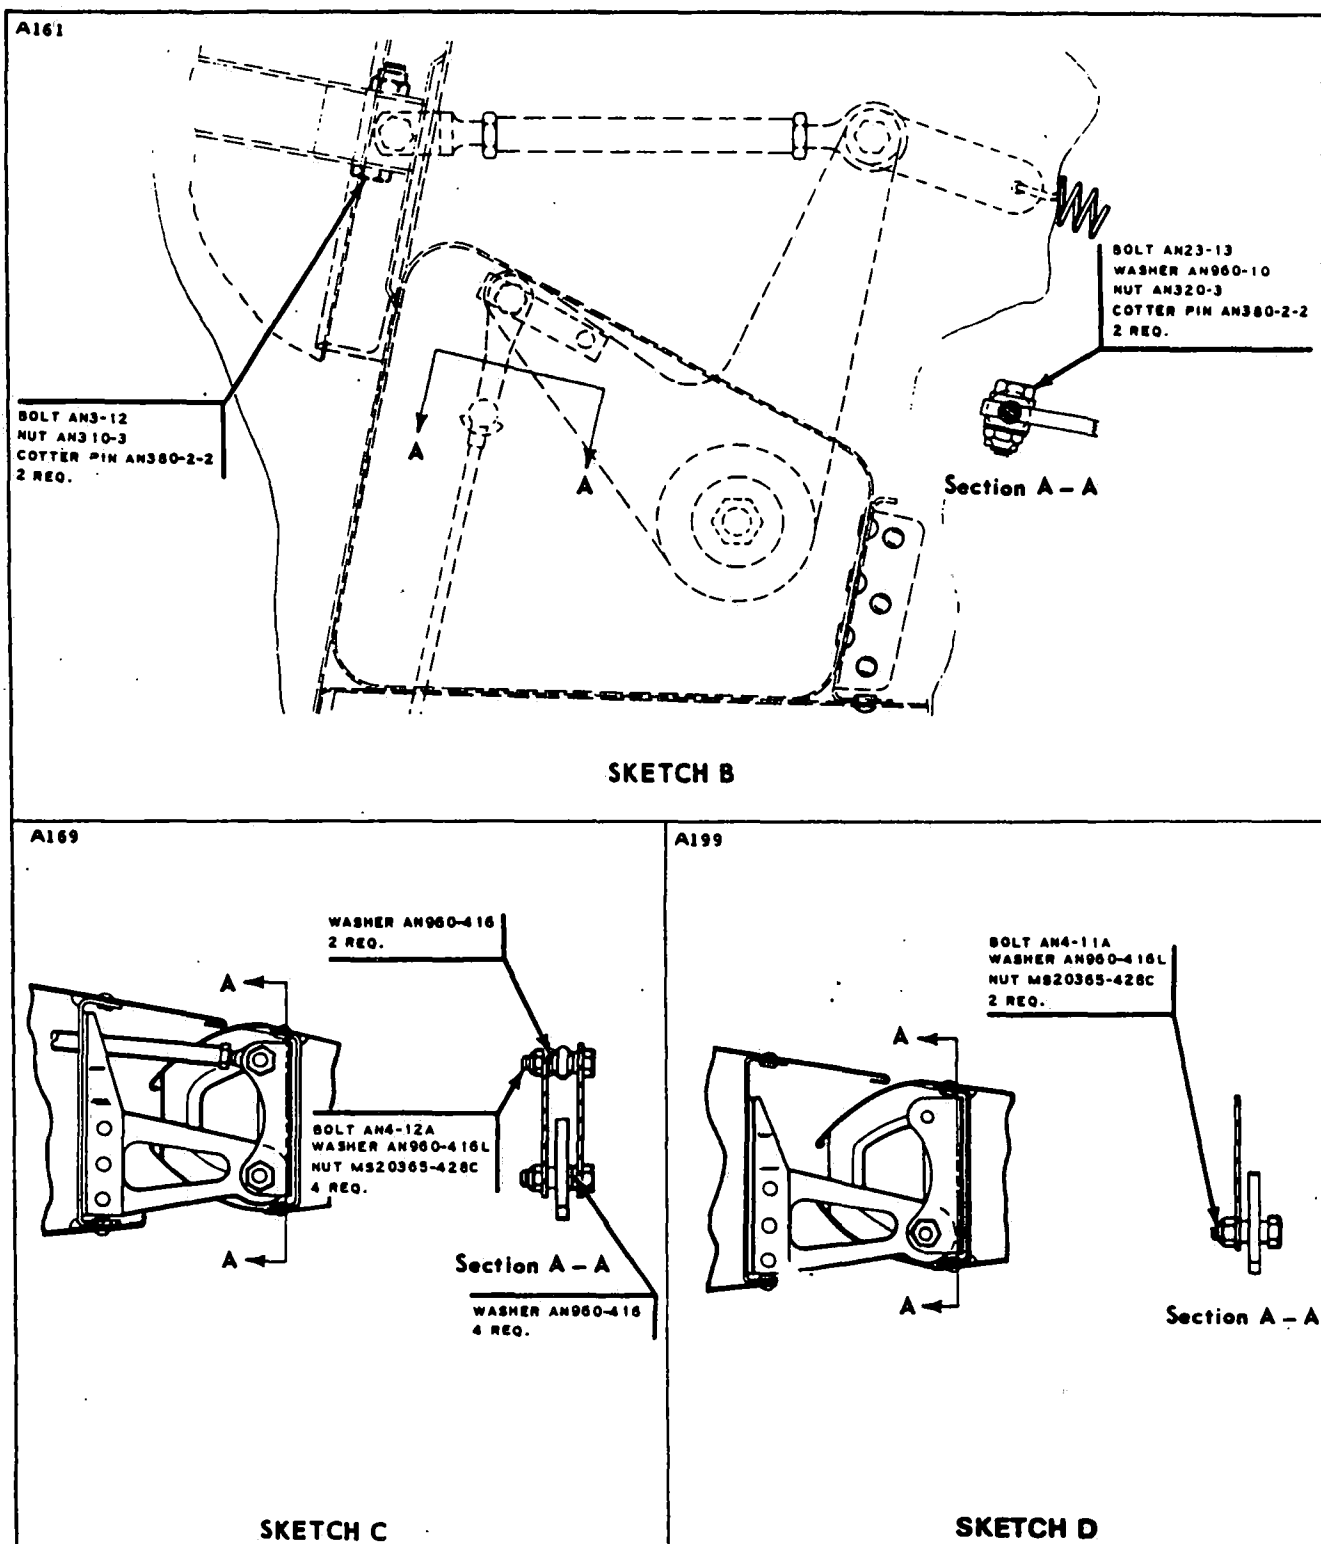 A161
BOLT AN23-13
WASHER AN960-10
NUT AN320-3
COTTER PIN AN380-2-2
2 REQ.
BOLT AN3-12
NUT AN310-3
COTTER PIN AN380-2-2
2 REQ.
A
A
Section A – A
SKETCH B
A169
WASHER AN960-416
2 REQ.
A
BOLT AN4-12A
WASHER AN960-416L
NUT MS20365-428C
4 REQ.
A
Section A – A
WASHER AN960-416
4 REQ.
SKETCH C
A199
BOLT AN4-11A
WASHER AN960-416L
NUT MS20365-428C
2 REQ.
A
A
Section A – A
SKETCH D